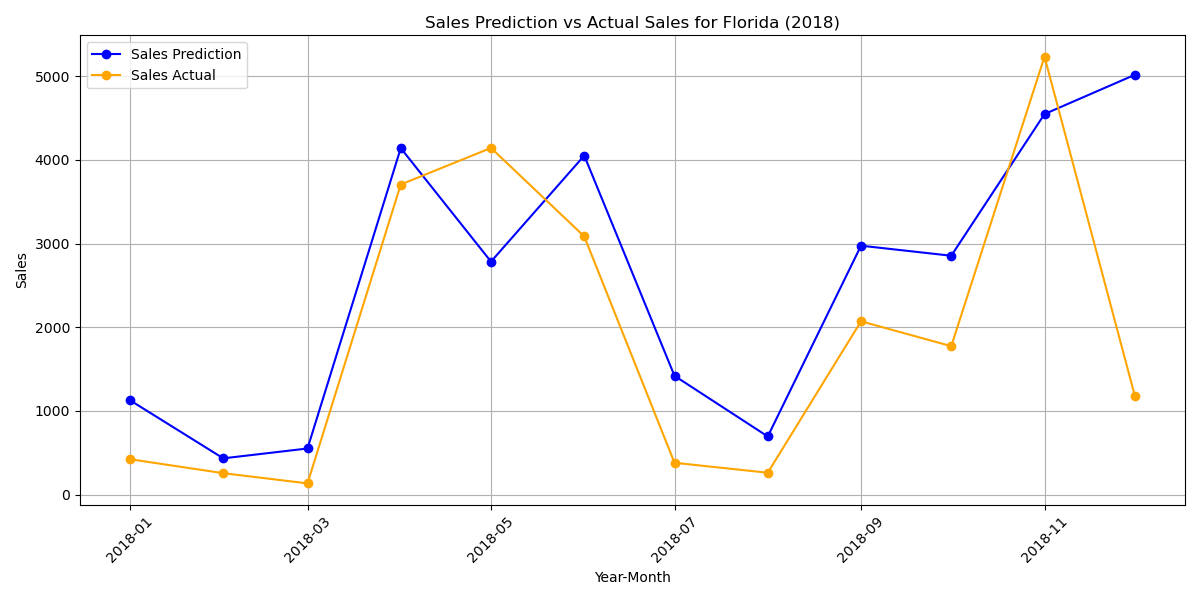 Sales Prediction vs Actual Sales for Florida (2018)
Sales Prediction
Sales Actual
5000
4000
3000
2000
1000
0
Sales
2018-01
2018-03
2018-05
2018-07
2018-09
2018-11
Year-Month